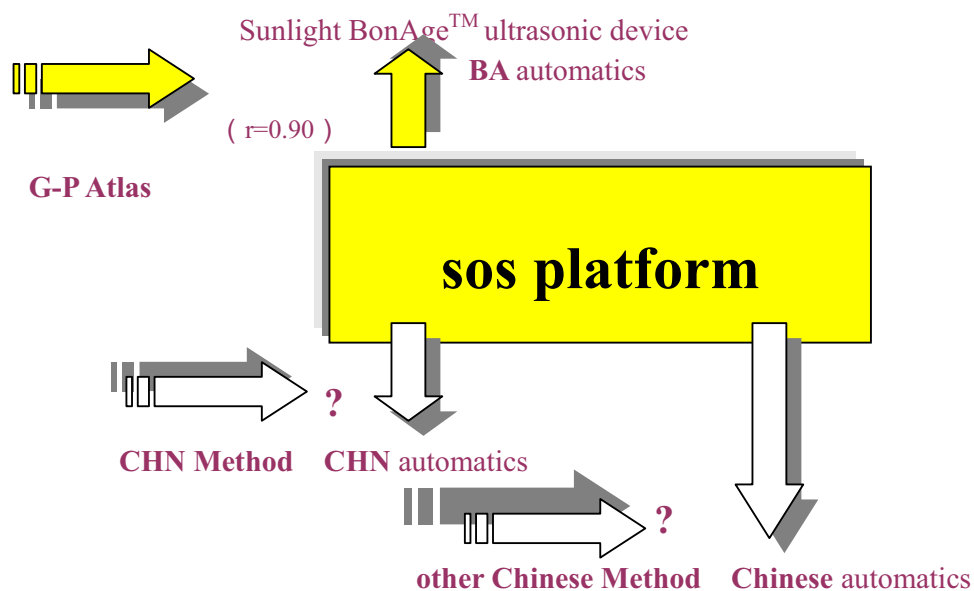 Sunlight BonAge™ ultrasonic device
BA automatics
( r=0.90 )
G-P Atlas
sos platform
?
CHN Method CHN automatics
?
other Chinese Method Chinese automatics